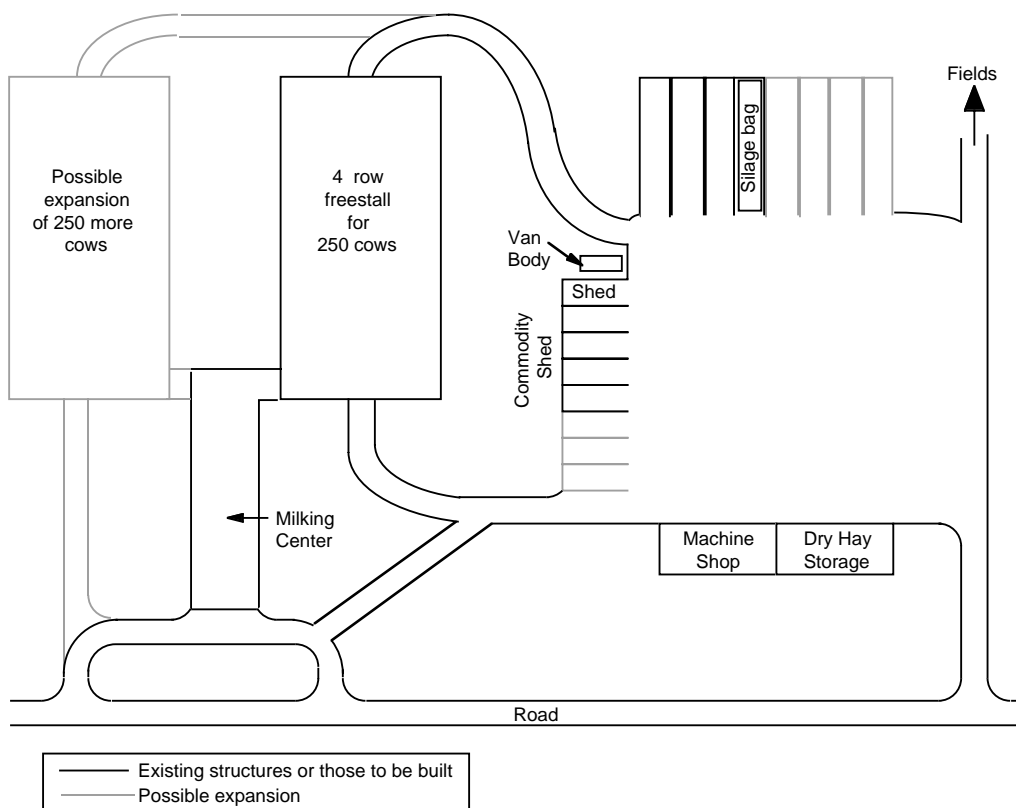 Possible
expansion
of 250 more
cows
4 row
freestall
for
250 cows
Silage bag
Fields
Van
Body
Shed
Commodity
Shed
Milking
Center
Machine
Shop
Dry Hay
Storage
Road
Existing structures or those to be built
Possible expansion